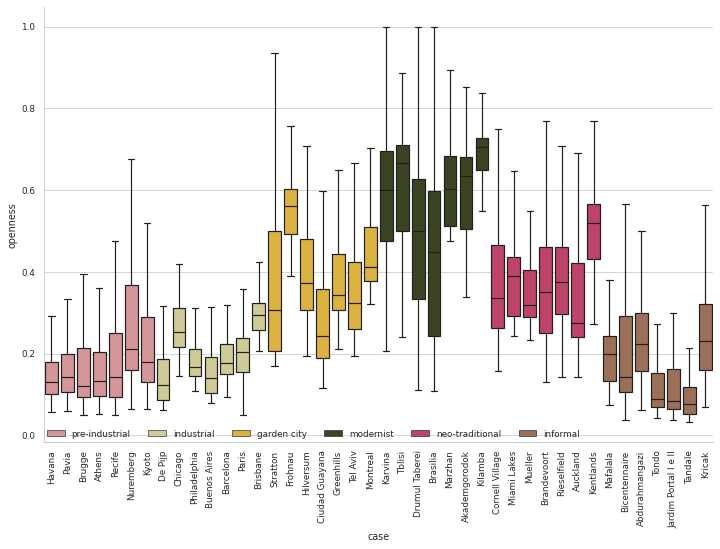 1.0
0.8
0.6
0.4
0.2
0.0
openness
pre-industrial industrial garden city modernist neo-traditional informal
Havana
Pavia
Brugge
Athens
Recife
Nuremberg
Kyoto
De Pijp
Chicago
Philadelphia
Buenos Aires
Barcelona
Paris
Brisbane
Stratton
Frohnau
Hilversum
Ciudad Guayana
Greenhills
Tel Aviv
Montreal
Karvina
Tblisi
Drumul Taberei
Brasilia
Marzhan
Akademgorodok
Kilamba
Cornell Village
Miami Lakes
Mueller
Brandevoort
Rieselfield
Auckland
Kentlands
Mafalala
Bicentennaire
Abdurahmangazi
Tondo
Jardim Portal I e II
Tandale
Kricak
case